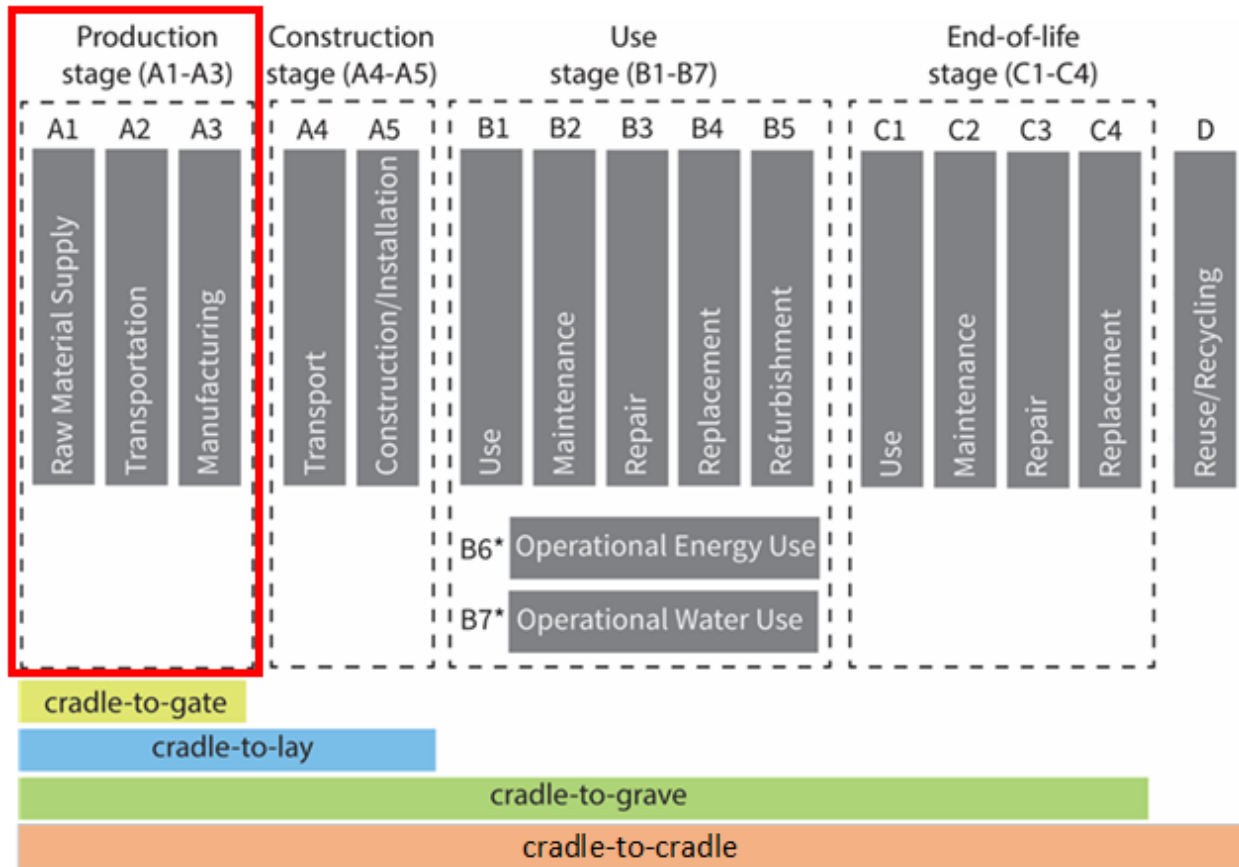 Production
stage (A1-A3)
Construction
stage (A4-A5)
Use
stage (B1-B7)
End-of-life
stage (C1-C4)
A1
A2
A3
A4
A5
B1
B2
B3
B4
B5
C1
C2
C3
C4
D
Raw Material Supply
Transportation
Manufacturing
Transport
Construction/Installation
Use
Maintenance
Repair
Replacement
Refurbishment
Use
Maintenance
Repair
Replacement
Reuse/Recycling
B6* Operational Energy Use
B7* Operational Water Use
cradle-to-gate
cradle-to-lay
cradle-to-grave
cradle-to-cradle